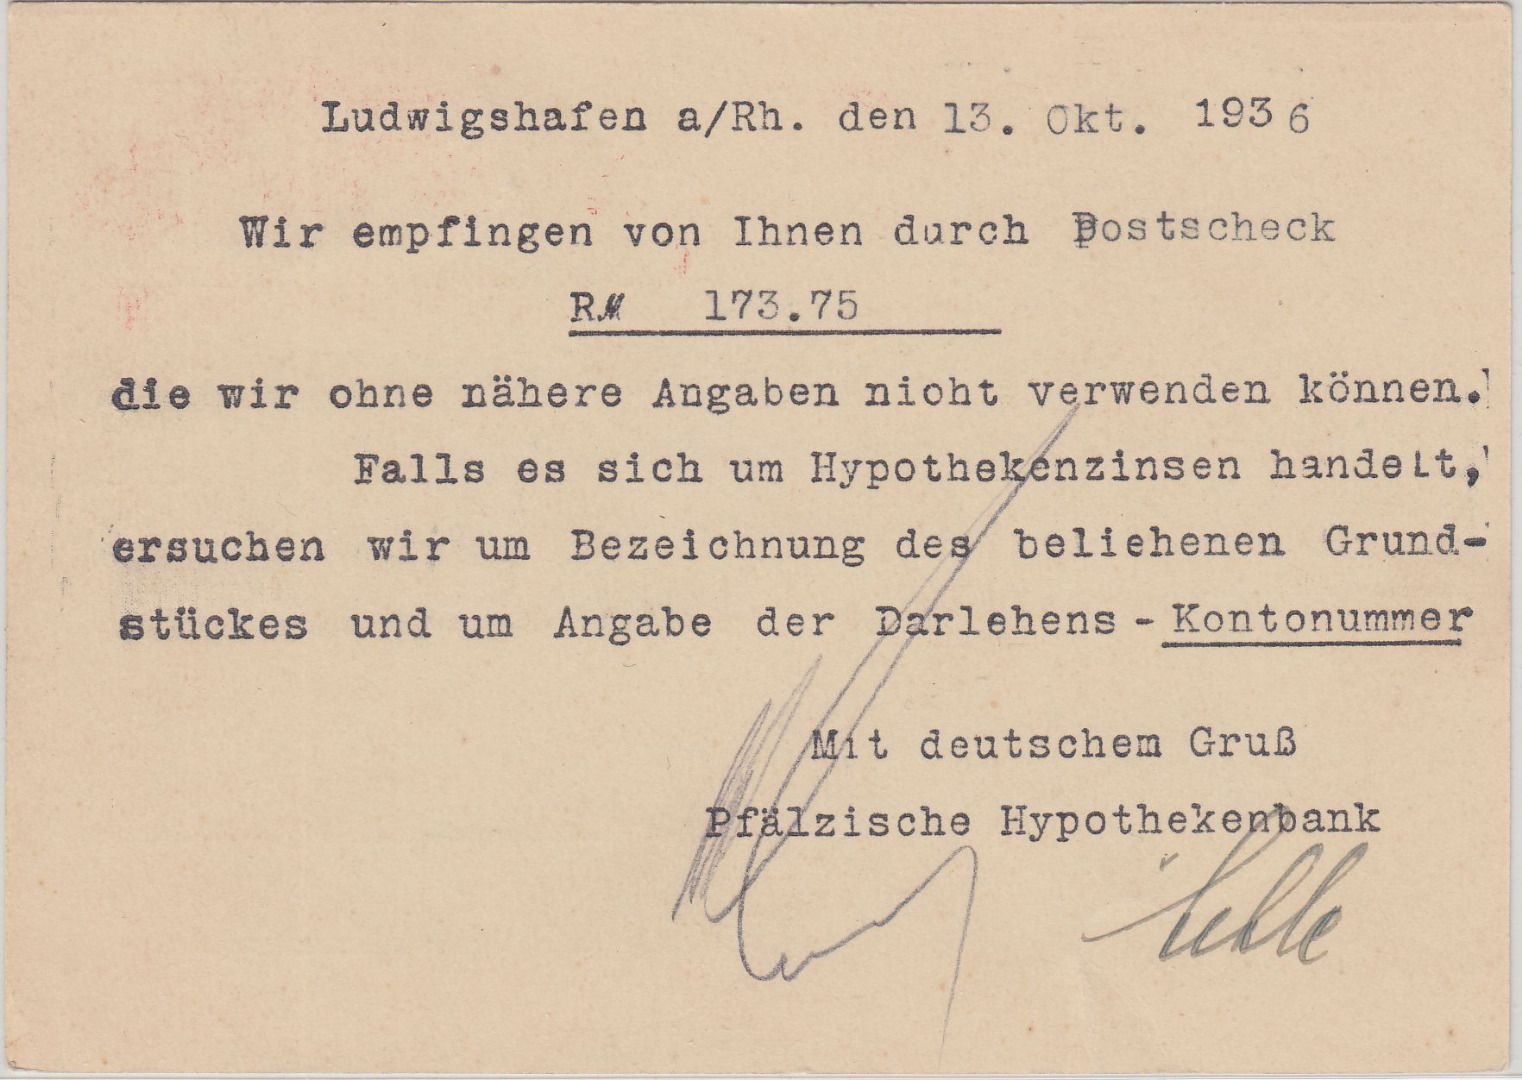 Ludwigshafen a/Rh. den 13. Okt. 1936
Wir empfingen von Ihnen durch Postscheck
RM 173.75
die wir ohne nähere Angaben nicht verwenden können.
Falls es sich um Hypothekenzinsen handelt,
ersuchen wir um Bezeichnung des beliehenen Grund-
stückes und um Angabe der Darlehens - Kontonummer
Mit deutschem Gruß
Pfälzische Hypothekenbank